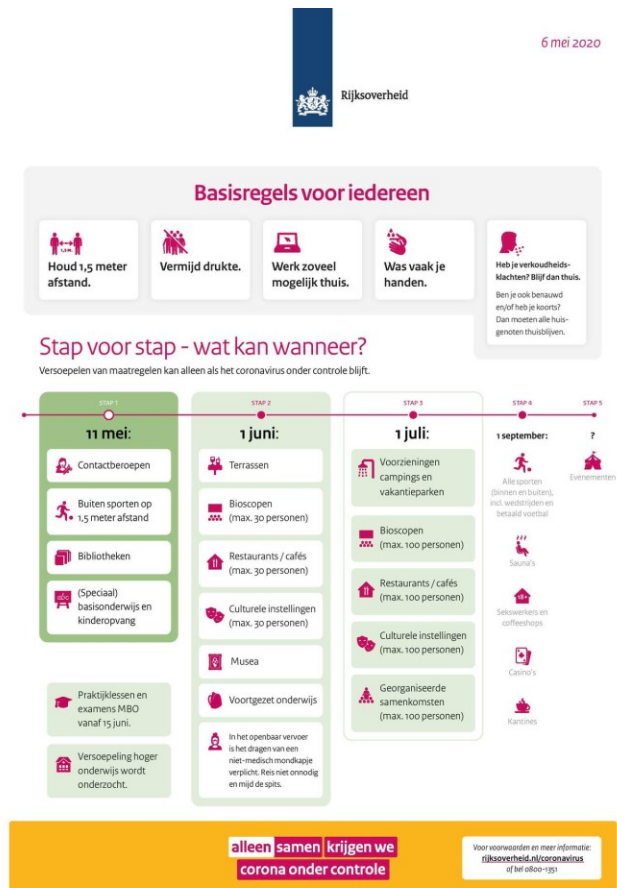 6 mei 2020
Rijksoverheid
Basisregels voor iedereen
1,5 M.
Houd 1,5 meter
afstand.
Vermijd drukte.
Werk zoveel
mogelijk thuis.
Was vaak je
handen.
Heb je verkoudheids-
klachten? Blijf dan thuis.
Ben je ook benauwd
en/of heb je koorts?
Dan moeten alle huis-
genoten thuisblijven.
Stap voor stap - wat kan wanneer?
Versoepelen van maatregelen kan alleen als het coronavirus onder controle blijft.
STAP 1
11 mei:
Contactberoepen
Buiten sporten op
1,5 meter afstand
Bibliotheken
abc
(Speciaal)
basisonderwijs en
kinderopvang
Praktijklessen en
examens MBO
vanaf 15 juni.
Versoepeling hoger
onderwijs wordt
onderzocht.
STAP 2
1 juni:
Terrassen
Bioscopen
(max. 30 personen)
Restaurants / cafés
(max. 30 personen)
Culturele instellingen
(max. 30 personen)
Musea
Voortgezet onderwijs
In het openbaar vervoer
is het dragen van een
niet-medisch mondkapje
verplicht. Reis niet onnodig
en mijd de spits.
STAP 3
1 juli:
Voorzieningen
campings en
vakantieparken
Bioscopen
(max. 100 personen)
Restaurants / cafés
(max. 100 personen)
Culturele instellingen
(max. 100 personen)
Georganiseerde
samenkomsten
(max. 100 personen)
STAP 4
1 september:
Alle sporten
(binnen en buiten),
incl. wedstrijden en
betaald voetbal
Sauna's
18+
Sekswerkers en
coffeeshops
Casino's
Kantines
STAP 5
?
Evenementen
alleen samen krijgen we
corona onder controle
Voor voorwaarden en meer informatie:
rijksoverheid.nl/coronavirus
of bel 0800-1351